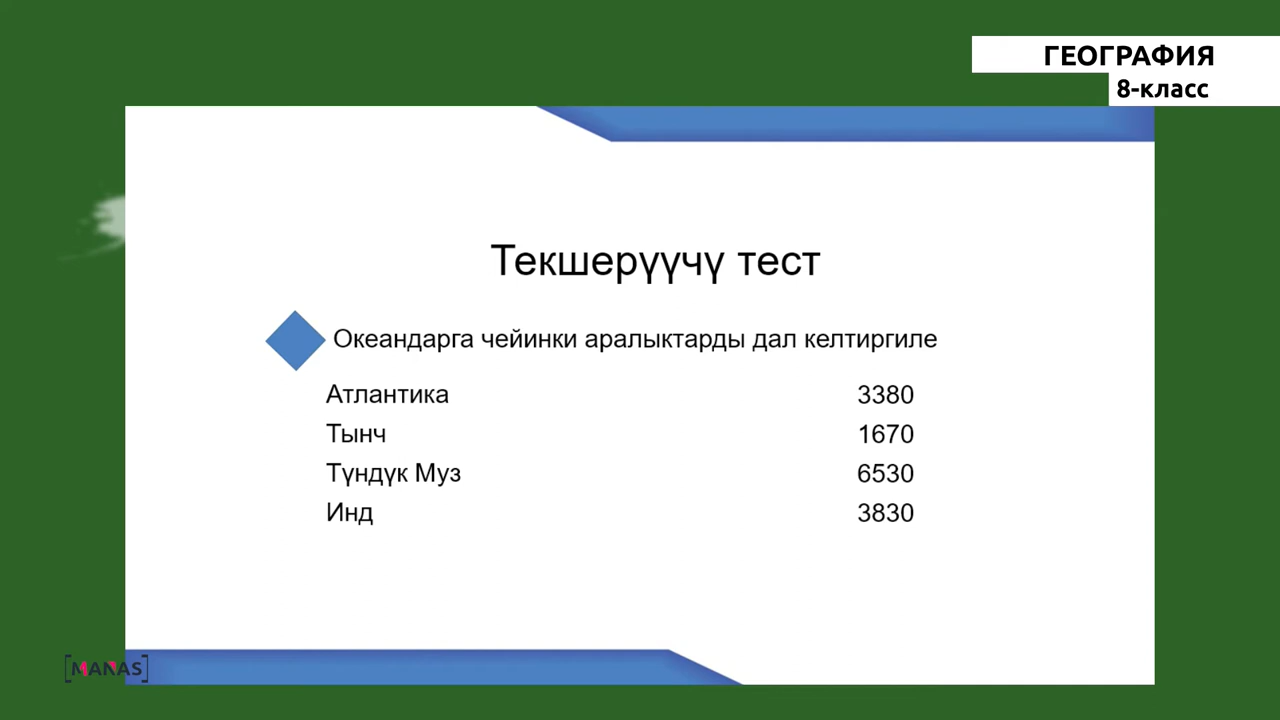 ГЕОГРАФИЯ
8-класс
Текшерүүчү тест
Океандарга чейинки аралыктарды дал келтиргиле
Атлантика 3380
Тынч 1670
Түндүк Муз 6530
Инд 3830
[MANAS]